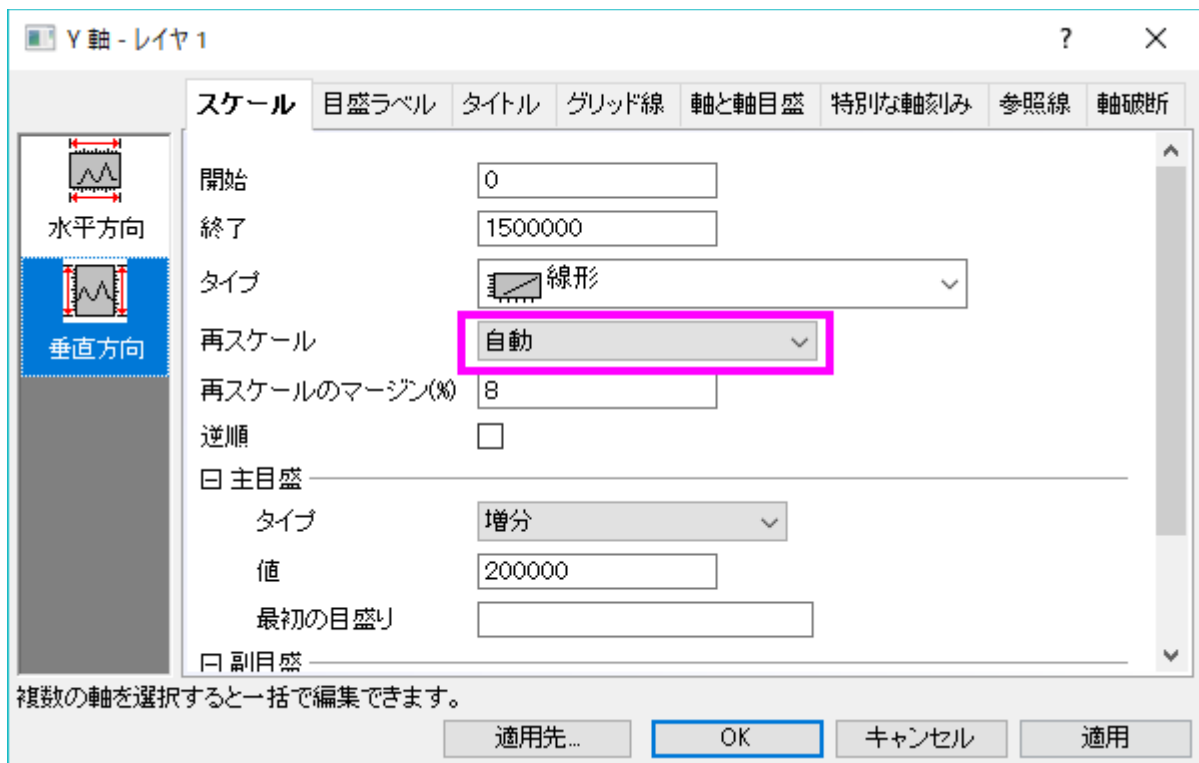 Y 軸 - レイヤ 1 ?
スケール 目盛ラベル タイトル グリッド線 軸と軸目盛 特別な軸刻み 参照線 軸破断
水平方向
垂直方向
開始 0
終了 1500000
タイプ 線形
再スケール 自動
再スケールのマージン(%) 8
逆順
主目盛
タイプ 増分
値 200000
最初の目盛り
副目盛
複数の軸を選択すると一括で編集できます。
適用先... OK キャンセル 適用